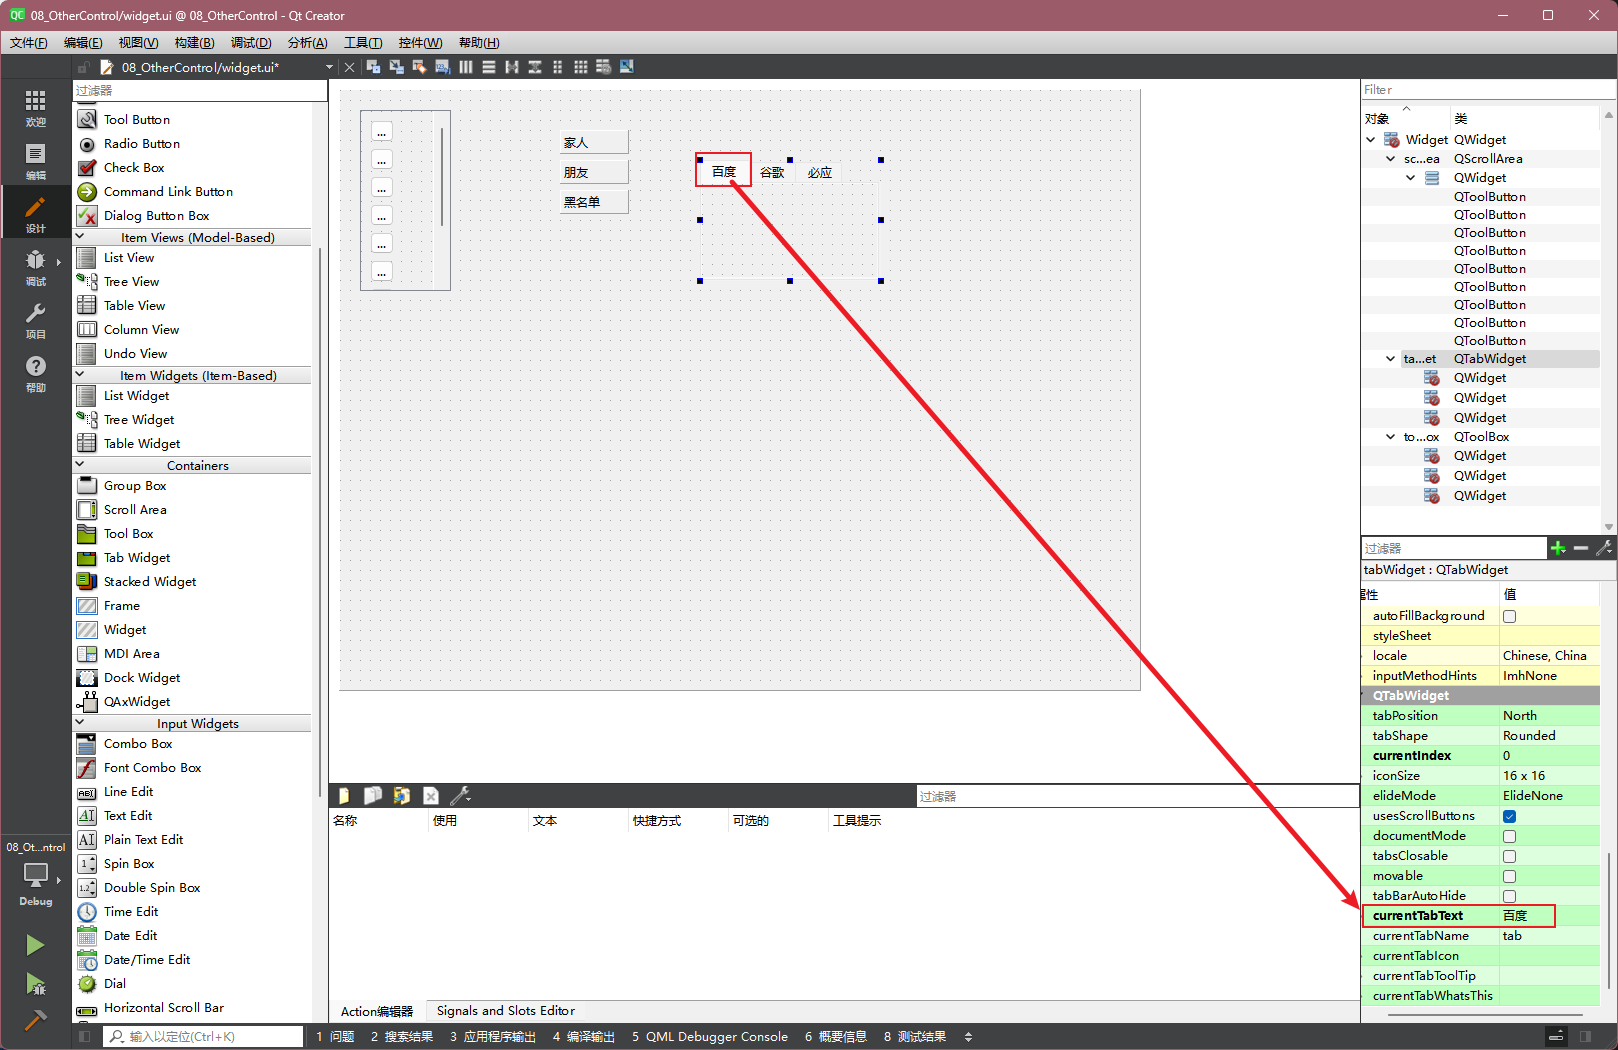 08_OtherControl/widget.ui @ 08_OtherControl - Qt Creator
文件(F) 编辑(E) 视图(V) 构建(B) 调试(D) 分析(A) 工具(T) 控件(W) 帮助(H)
08_OtherControl/widget.ui*
欢迎
编辑
设计
调试
项目
帮助
08_Ot...ntrol
Debug
过滤器
Tool Button
Radio Button
Check Box
Command Link Button
Dialog Button Box
Item Views (Model-Based)
List View
Tree View
Table View
Column View
Undo View
Item Widgets (Item-Based)
List Widget
Tree Widget
Table Widget
Containers
Group Box
Scroll Area
Tool Box
Tab Widget
Stacked Widget
Frame
Widget
MDI Area
Dock Widget
QAxWidget
Input Widgets
Combo Box
Font Combo Box
Line Edit
Text Edit
Plain Text Edit
Spin Box
Double Spin Box
Time Edit
Date Edit
Date/Time Edit
Dial
Horizontal Scroll Bar
...
...
...
...
...
...
家人
朋友
黑名单
百度 谷歌 必应
过滤器
名称 使用 文本 快捷方式 可选的 工具提示
Action编辑器 Signals and Slots Editor
Filter
对象 类
Widget QWidget
sc...ea QScrollArea
QWidget
QToolButton
QToolButton
QToolButton
QToolButton
QToolButton
QToolButton
QToolButton
QToolButton
QToolButton
ta...et QTabWidget
QWidget
QWidget
QWidget
to...ox QToolBox
QWidget
QWidget
QWidget
过滤器
tabWidget : QTabWidget
属性 值
autoFillBackground
styleSheet
locale Chinese, China
inputMethodHints ImhNone
QTabWidget
tabPosition North
tabShape Rounded
currentIndex 0
iconSize 16 x 16
elideMode ElideNone
usesScrollButtons
documentMode
tabsClosable
movable
tabBarAutoHide
currentTabText 百度
currentTabName tab
currentTabIcon
currentTabToolTip
currentTabWhatsThis
输入以定位(Ctrl+K) 1 问题 2 搜索结果 3 应用程序输出 4 编译输出 5 QML Debugger Console 6 概要信息 8 测试结果